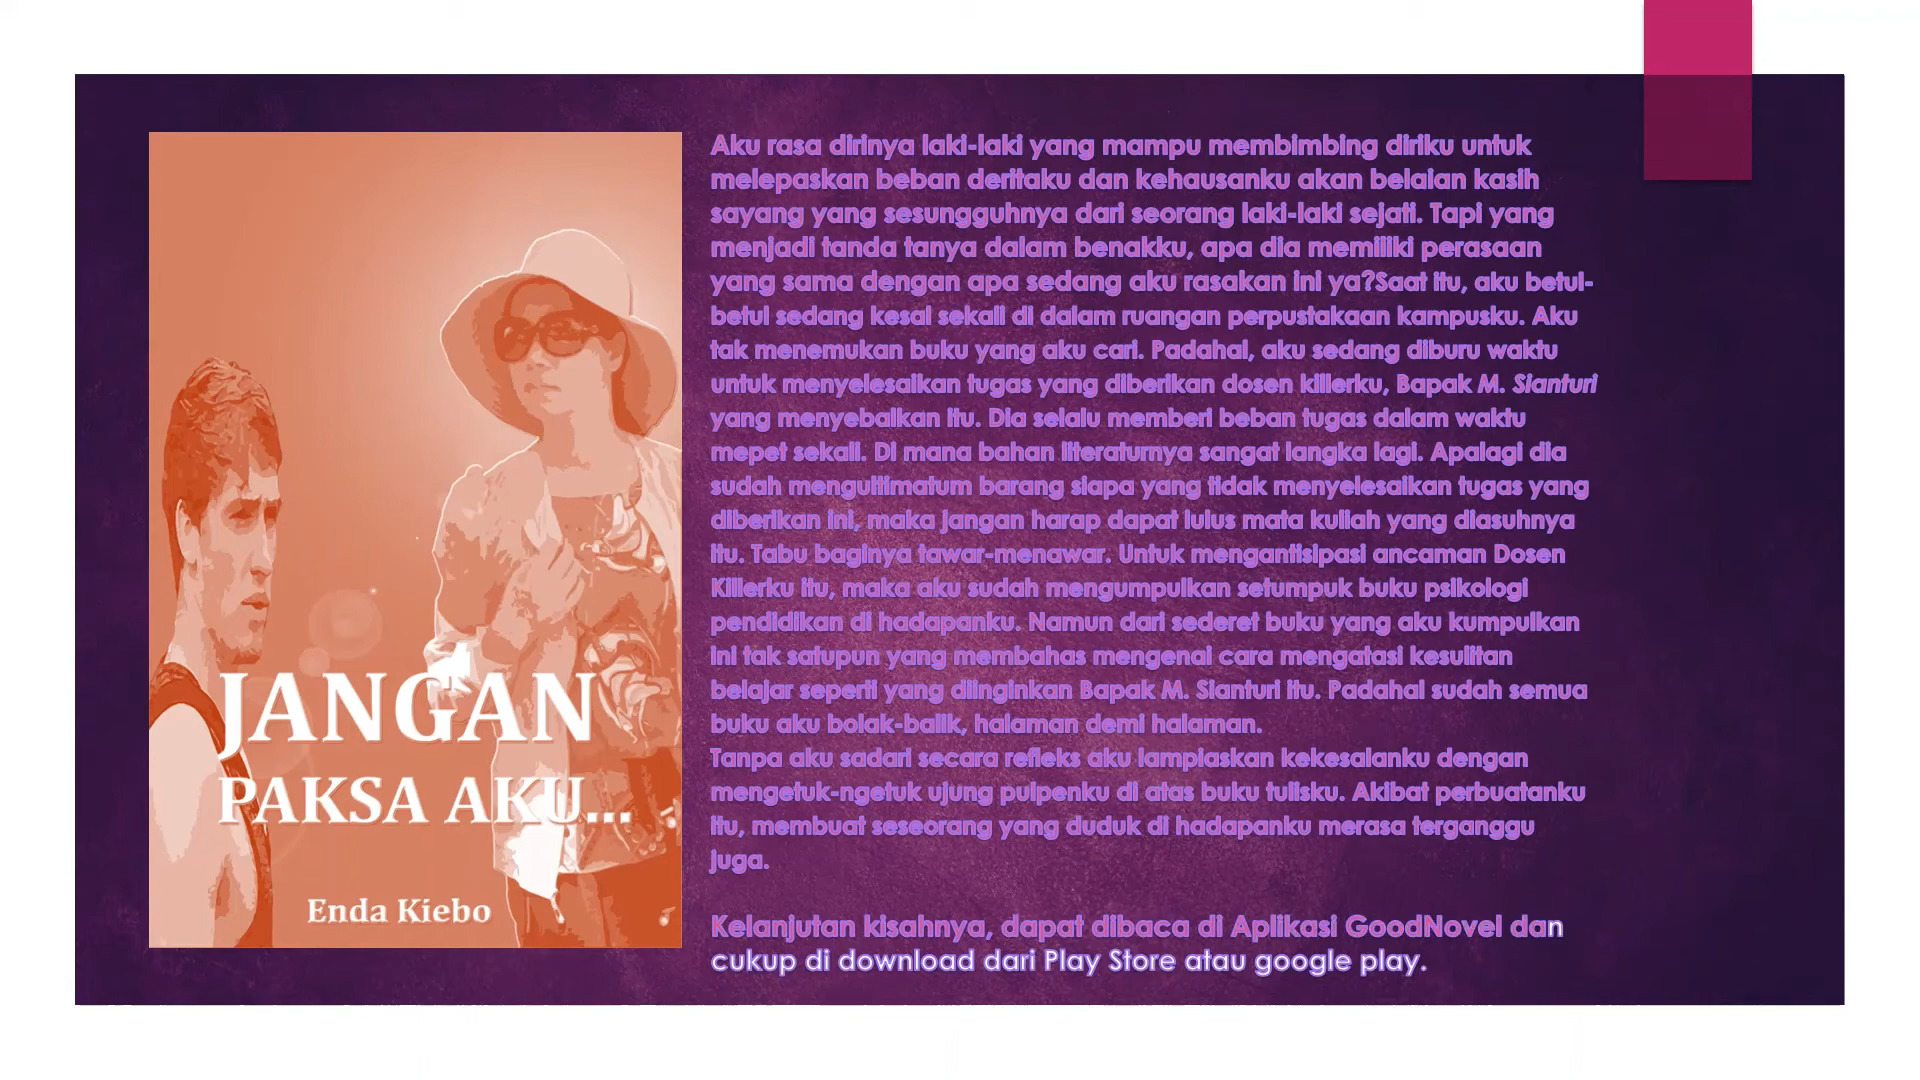 JANGAN
PAKSA AKU...
Enda Kiebo
Aku rasa dirinya laki-laki yang mampu membimbing diriku untuk
melepaskan beban deritaku dan kehausanku akan belaian kasih
sayang yang sesungguhnya dari seorang laki-laki sejati. Tapi yang
menjadi tanda tanya dalam benakku, apa dia memiliki perasaan
yang sama dengan apa sedang aku rasakan ini ya?Saat itu, aku betul-
betul sedang kesal sekali di dalam ruangan perpustakaan kampusku. Aku
tak menemukan buku yang aku cari. Padahal, aku sedang diburu waktu
untuk menyelesaikan tugas yang diberikan dosen killerku, Bapak M. Sianturi
yang menyebalkan itu. Dia selalu memberi beban tugas dalam waktu
mepet sekali. Di mana bahan literaturnya sangat langka lagi. Apalagi dia
sudah mengultimatum barang siapa yang tidak menyelesaikan tugas yang
diberikan ini, maka jangan harap dapat lulus mata kuliah yang diasuhnya
itu. Tabu baginya tawar-menawar. Untuk mengantisipasi ancaman Dosen
Killerku itu, maka aku sudah mengumpulkan setumpuk buku psikologi
pendidikan di hadapanku. Namun dari sederet buku yang aku kumpulkan
ini tak satupun yang membahas mengenai cara mengatasi kesulitan
belajar seperti yang diinginkan Bapak M. Sianturi itu. Padahal sudah semua
buku aku bolak-balik, halaman demi halaman.
Tanpa aku sadari secara refleks aku lampiaskan kekesalanku dengan
mengetuk-ngetuk ujung pulpenku di atas buku tulisku. Akibat perbuatanku
itu, membuat seseorang yang duduk di hadapanku merasa terganggu
juga.
Kelanjutan kisahnya, dapat dibaca di Aplikasi GoodNovel dan
cukup di download dari Play Store atau google play.